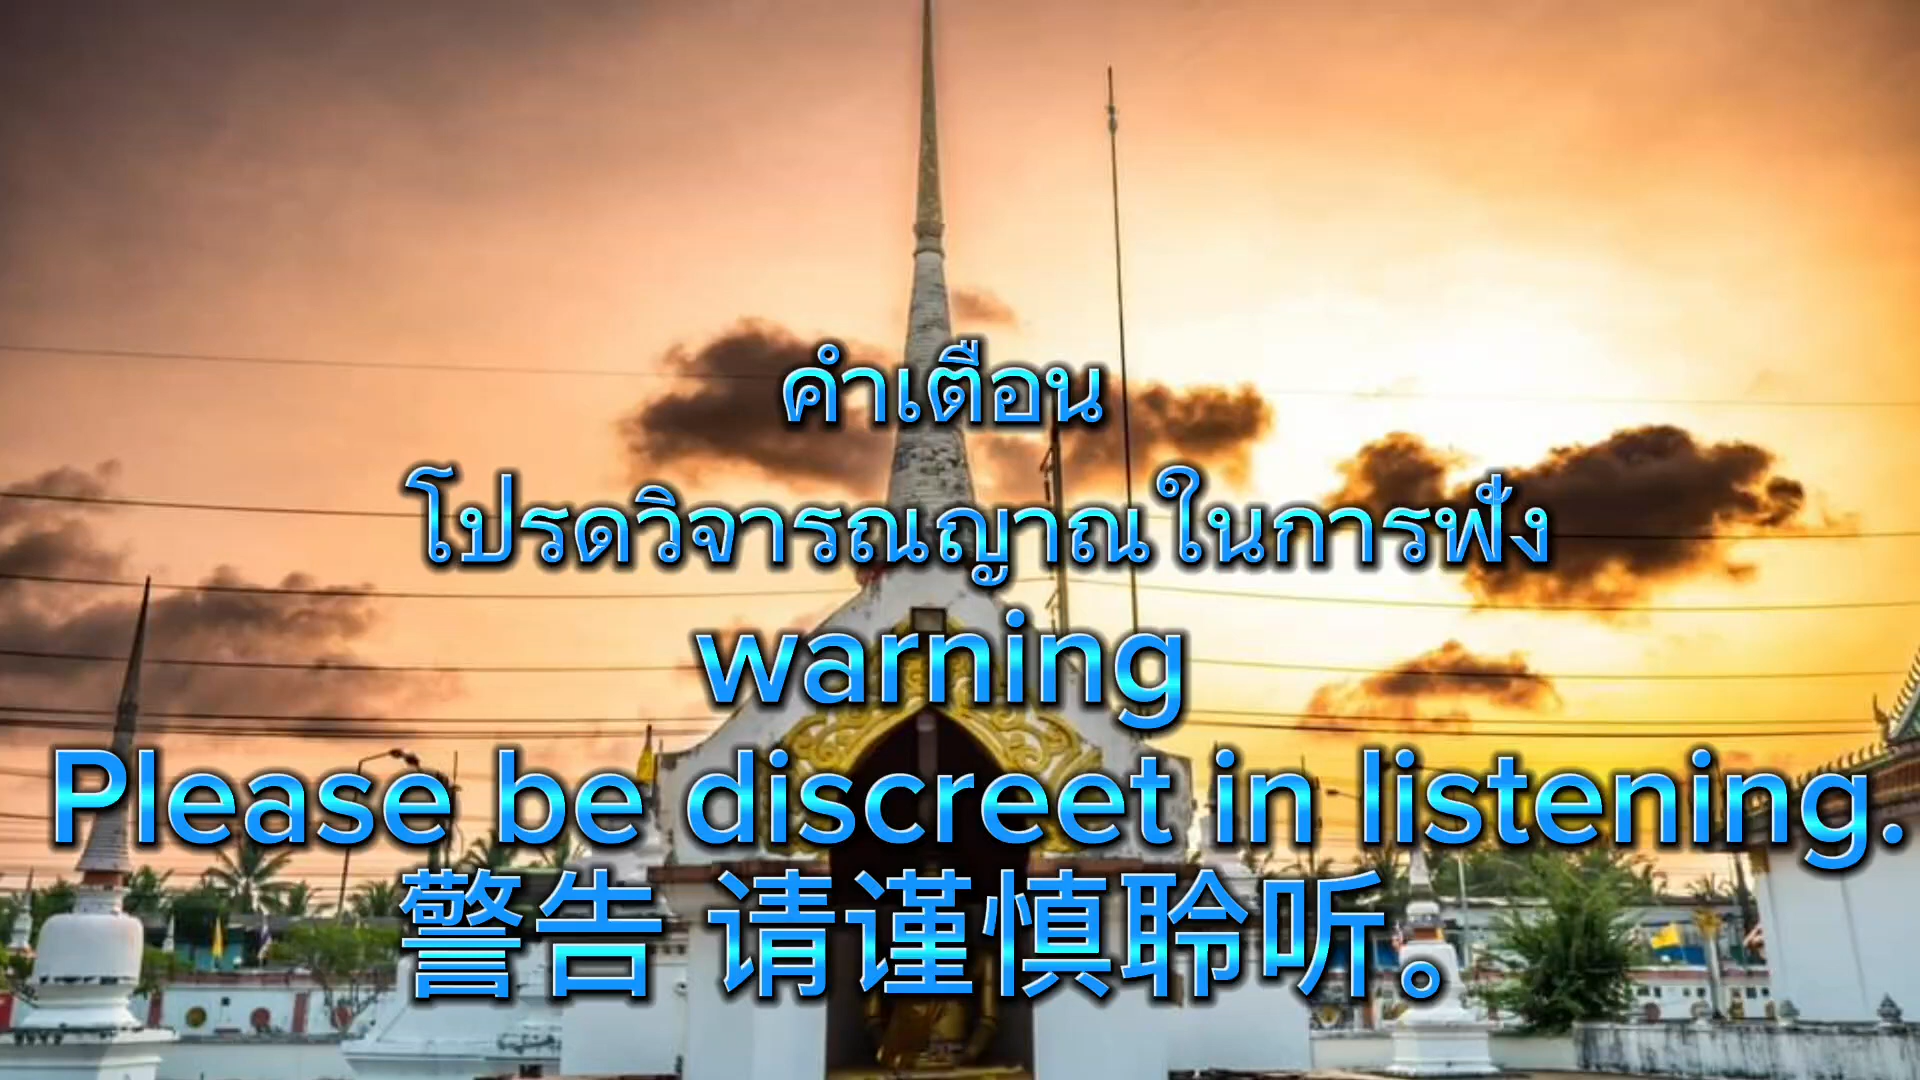 คำเตือน
โปรดวิจารณญาณในการฟัง
warning
Please be discreet in listening.
警告 请谨慎聆听。